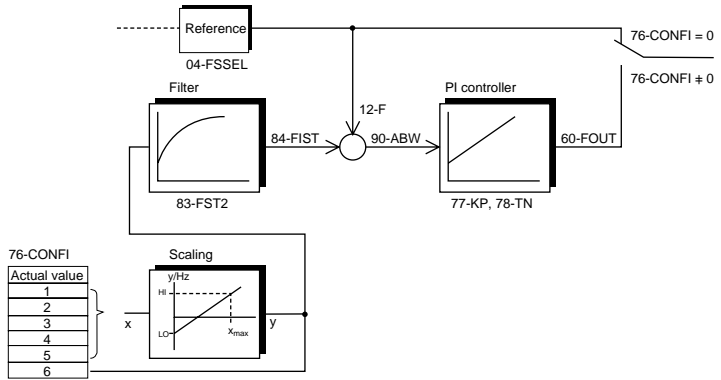 Reference
04-FSSEL
76-CONFI = 0
76-CONFI ‡ 0
Filter
PI controller
12-F
84-FIST
90-ABW
60-FOUT
83-FST2
77-KP, 78-TN
76-CONFI
Actual value
1
2
3
4
5
6
Scaling
y/Hz
HI
LO
x
xmax
y